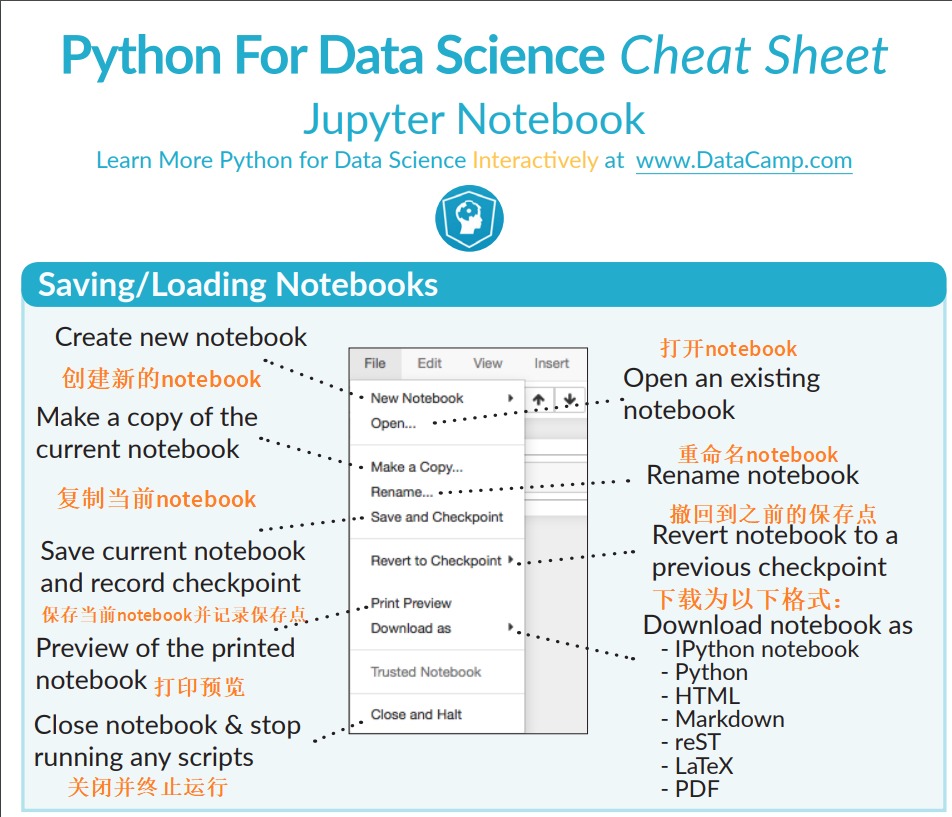 Python For Data Science Cheat Sheet
Jupyter Notebook
Learn More Python for Data Science Interactively at www.DataCamp.com
Saving/Loading Notebooks
Create new notebook
创建新的notebook
Make a copy of the
current notebook
复制当前notebook
Save current notebook
and record checkpoint
保存当前notebook并记录保存点
Preview of the printed
notebook 打印预览
Close notebook & stop
running any scripts
关闭并终止运行
File Edit View Insert
New Notebook
Open...
Make a Copy...
Rename...
Save and Checkpoint
Revert to Checkpoint
Print Preview
Download as
Trusted Notebook
Close and Halt
打开notebook
Open an existing
notebook
重命名notebook
Rename notebook
撤回到之前的保存点
Revert notebook to a
previous checkpoint
下载为以下格式：
Download notebook as
- IPython notebook
- Python
- HTML
- Markdown
- reST
- LaTeX
- PDF